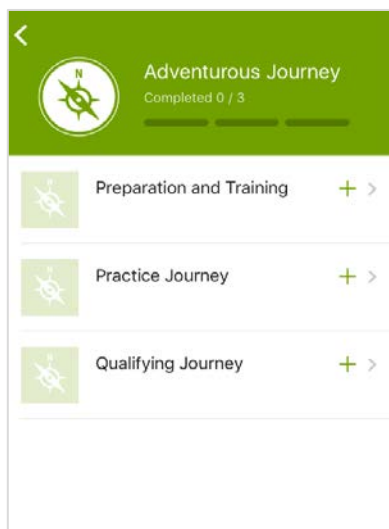 N
Adventurous Journey
Completed 0 / 3
N
Preparation and Training
N
Practice Journey
N
Qualifying Journey